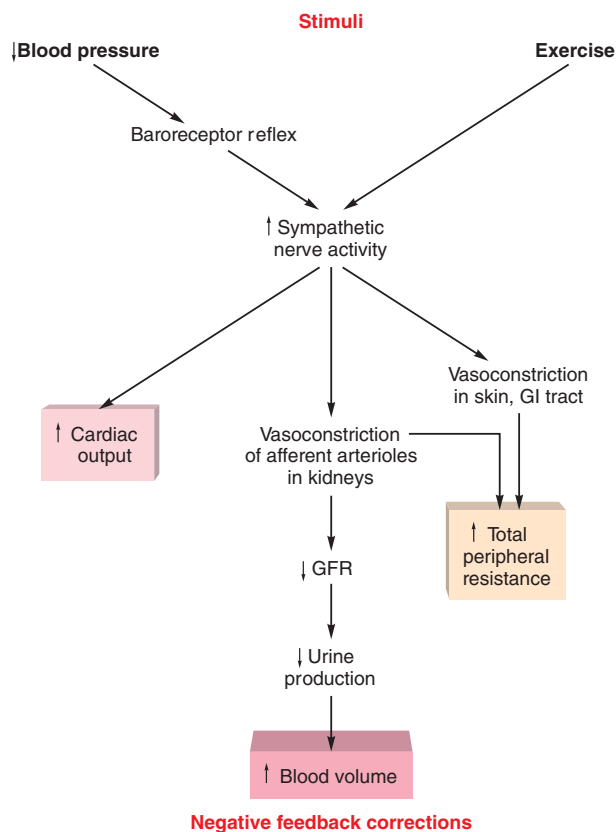 Stimuli
↓Blood pressure
Exercise
Baroreceptor reflex
↑ Sympathetic
nerve activity
Vasoconstriction
in skin, GI tract
↑ Cardiac
output
Vasoconstriction
of afferent arterioles
in kidneys
↑ Total
peripheral
resistance
↓ GFR
↓ Urine
production
↑ Blood volume
Negative feedback corrections